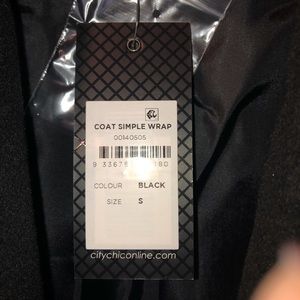 COAT SIMPLE WRAP
00140505
COLOUR BLACK
SIZE S
citychiconline.com